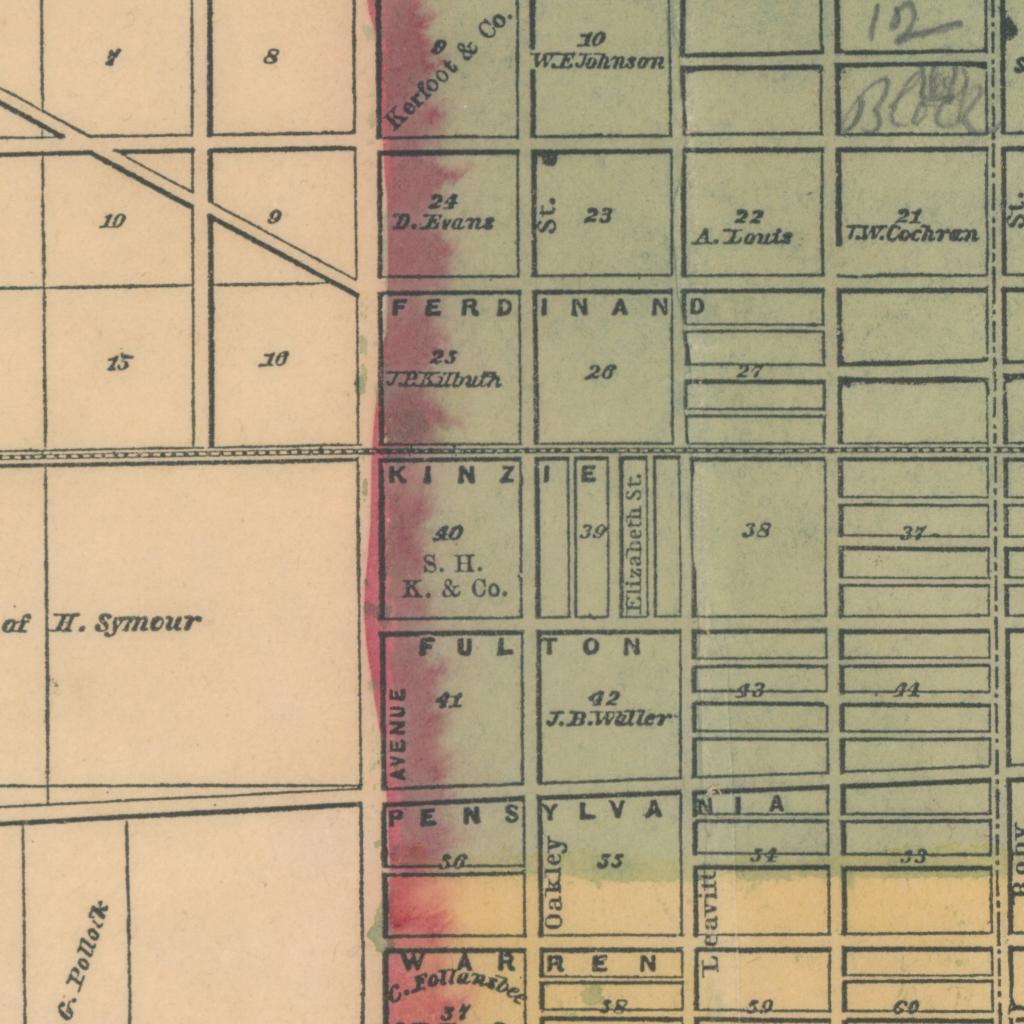 7
8
9
Kerfoot & Co.
10
W.E Johnson
12
BLOCK
10
9
24
D. Evans
St.
23
22
A. Louis
21
J.W. Cochran
St.
FERDINAND
15
16
25
J.P. Kilbuth
26
27
KINZIE
40
S. H.
K. & Co.
39
Elizabeth St.
38
37
of H. Symour
FULTON
AVENUE
41
42
J.B. Waller
43
44
PENSYLVANIA
36
Oakley
35
34
33
Leavitt
G. Pollock
WARREN
C. Follansbee
37
38
59
60